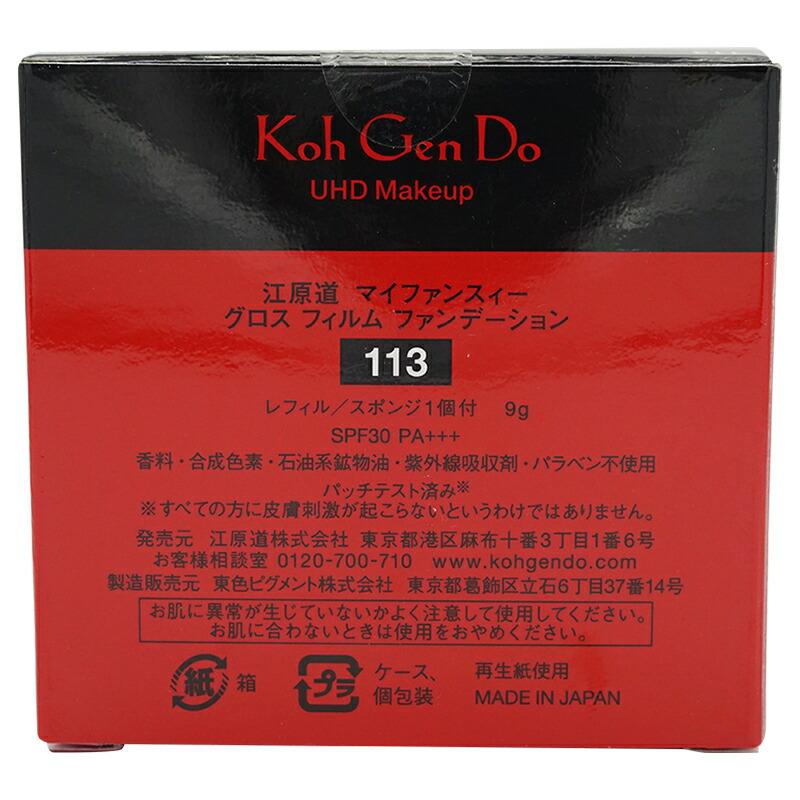 Koh Gen Do
UHD Makeup
江原道 マイファンスィー
グロス フィルム ファンデーション
113
レフィル／スポンジ1個付 9g
SPF30 PA+++
香料・合成色素・石油系鉱物油・紫外線吸収剤・パラベン不使用
パッチテスト済み※
※すべての方に皮膚刺激が起こらないというわけではありません。
発売元 江原道株式会社 東京都港区麻布十番3丁目1番6号
お客様相談室 0120-700-710 www.kohgendo.com
製造販売元 東色ピグメント株式会社 東京都葛飾区立石6丁目37番14号
お肌に異常が生じていないかよく注意して使用してください。
お肌に合わないときは使用をおやめください。
紙 箱 プラ ケース、 再生紙使用
個包装 MADE IN JAPAN